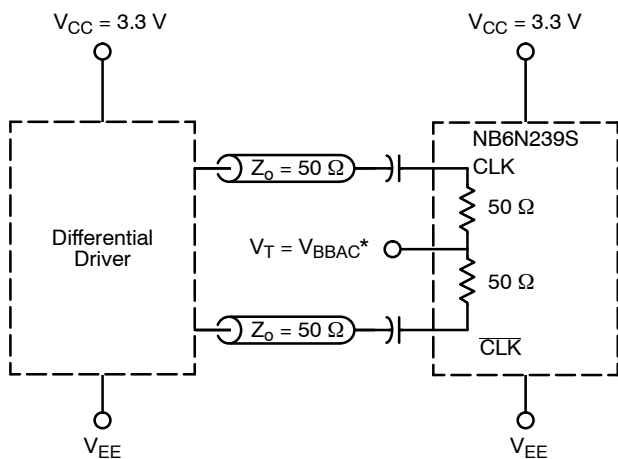 V_CC = 3.3 V
V_CC = 3.3 V
NB6N239S
Z_o = 50 Ω
CLK
50 Ω
Differential
Driver
V_T = V_BBAC*
50 Ω
Z_o = 50 Ω
C̅L̅K̅
V_EE
V_EE